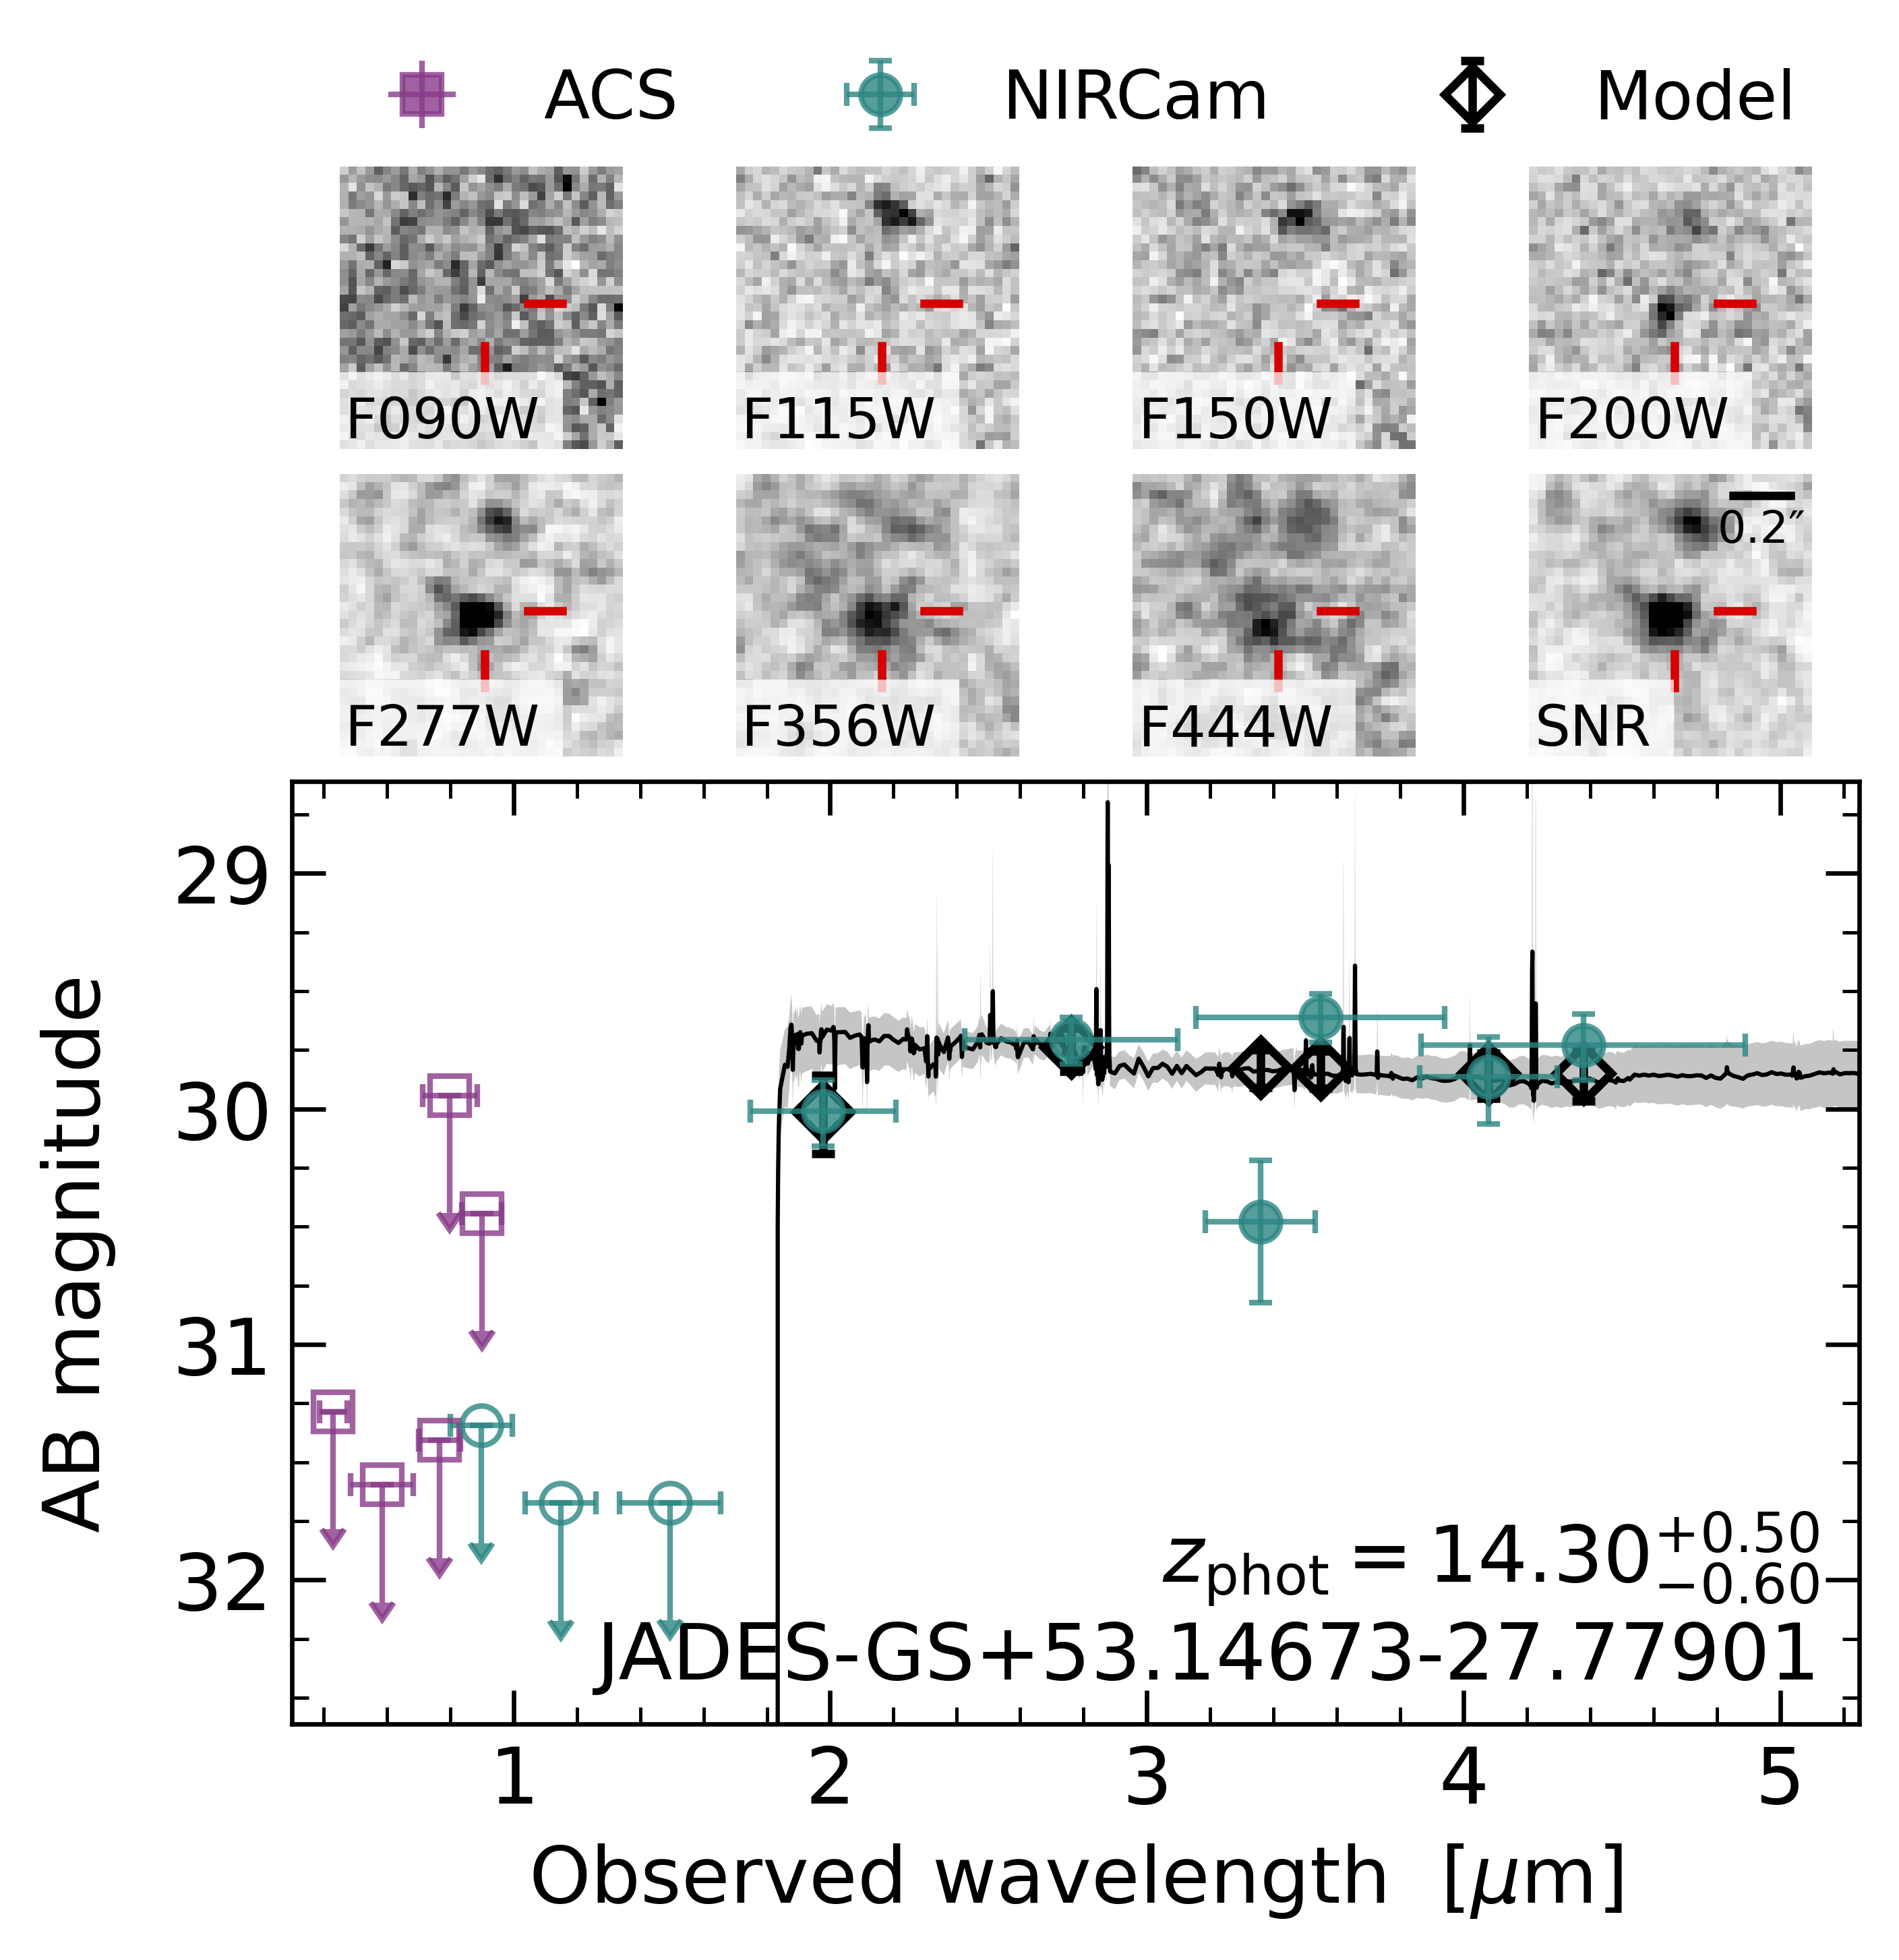 ACS NIRCam Model
F090W F115W F150W F200W
0.2″
F277W F356W F444W SNR
29
30
31
32
AB magnitude
z_phot = 14.30^{+0.50}_{−0.60}
JADES-GS+53.14673-27.77901
1 2 3 4 5
Observed wavelength [μm]